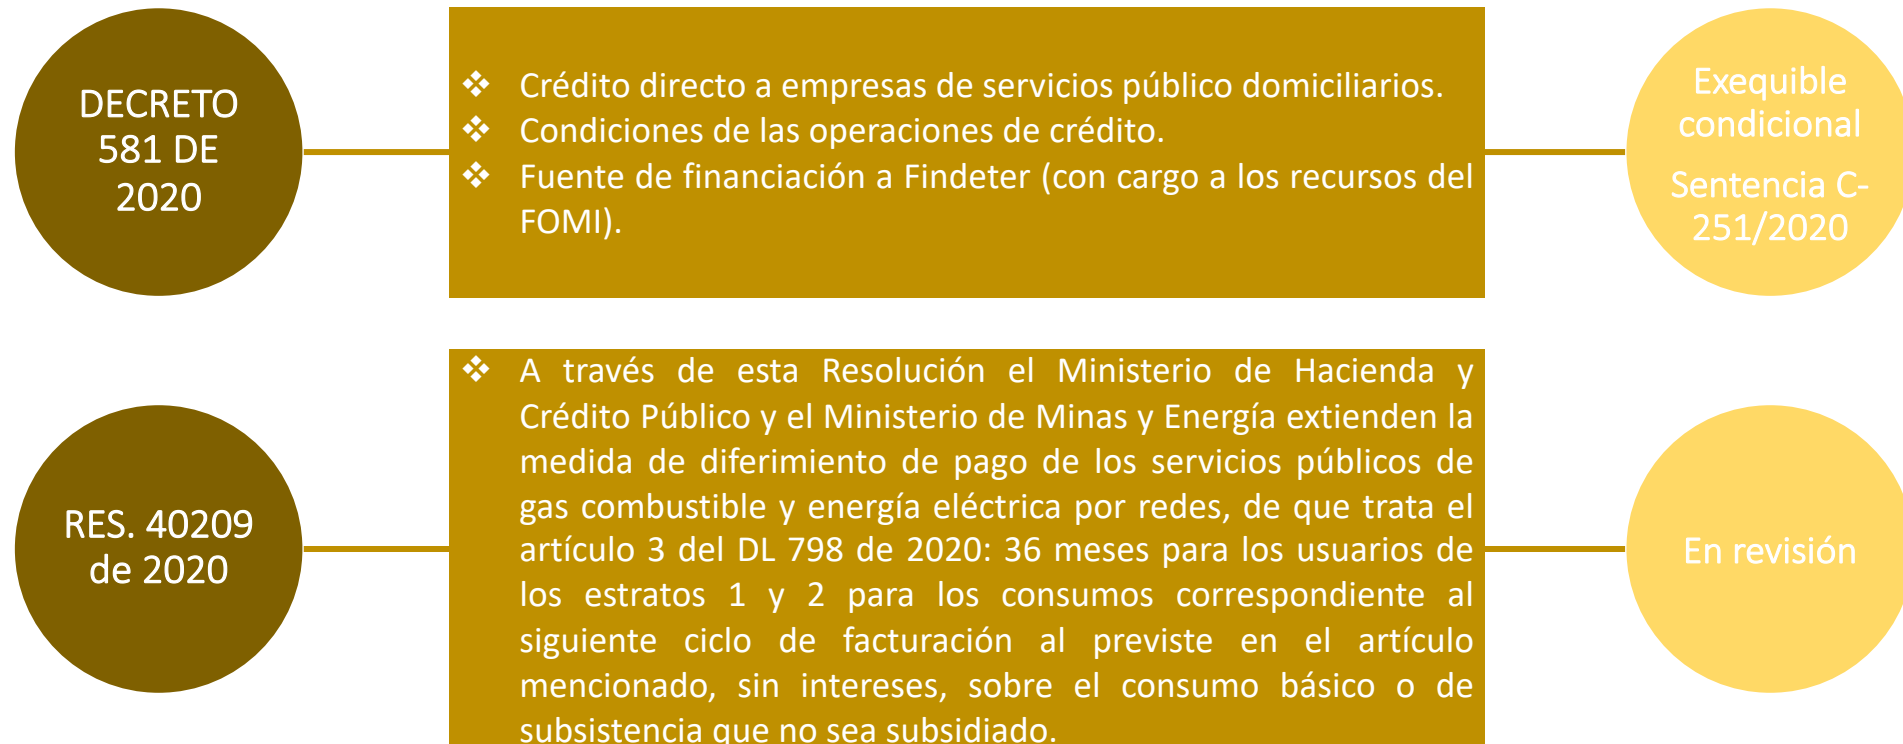 DECRETO
581 DE
2020
❖ Crédito directo a empresas de servicios público domiciliarios.
❖ Condiciones de las operaciones de crédito.
❖ Fuente de financiación a Findeter (con cargo a los recursos del
FOMI).
Exequible
condicional
Sentencia C-
251/2020
RES. 40209
de 2020
❖ A través de esta Resolución el Ministerio de Hacienda y
Crédito Público y el Ministerio de Minas y Energía extienden la
medida de diferimiento de pago de los servicios públicos de
gas combustible y energía eléctrica por redes, de que trata el
artículo 3 del DL 798 de 2020: 36 meses para los usuarios de
los estratos 1 y 2 para los consumos correspondiente al
siguiente ciclo de facturación al previste en el artículo
mencionado, sin intereses, sobre el consumo básico o de
subsistencia que no sea subsidiado.
En revisión